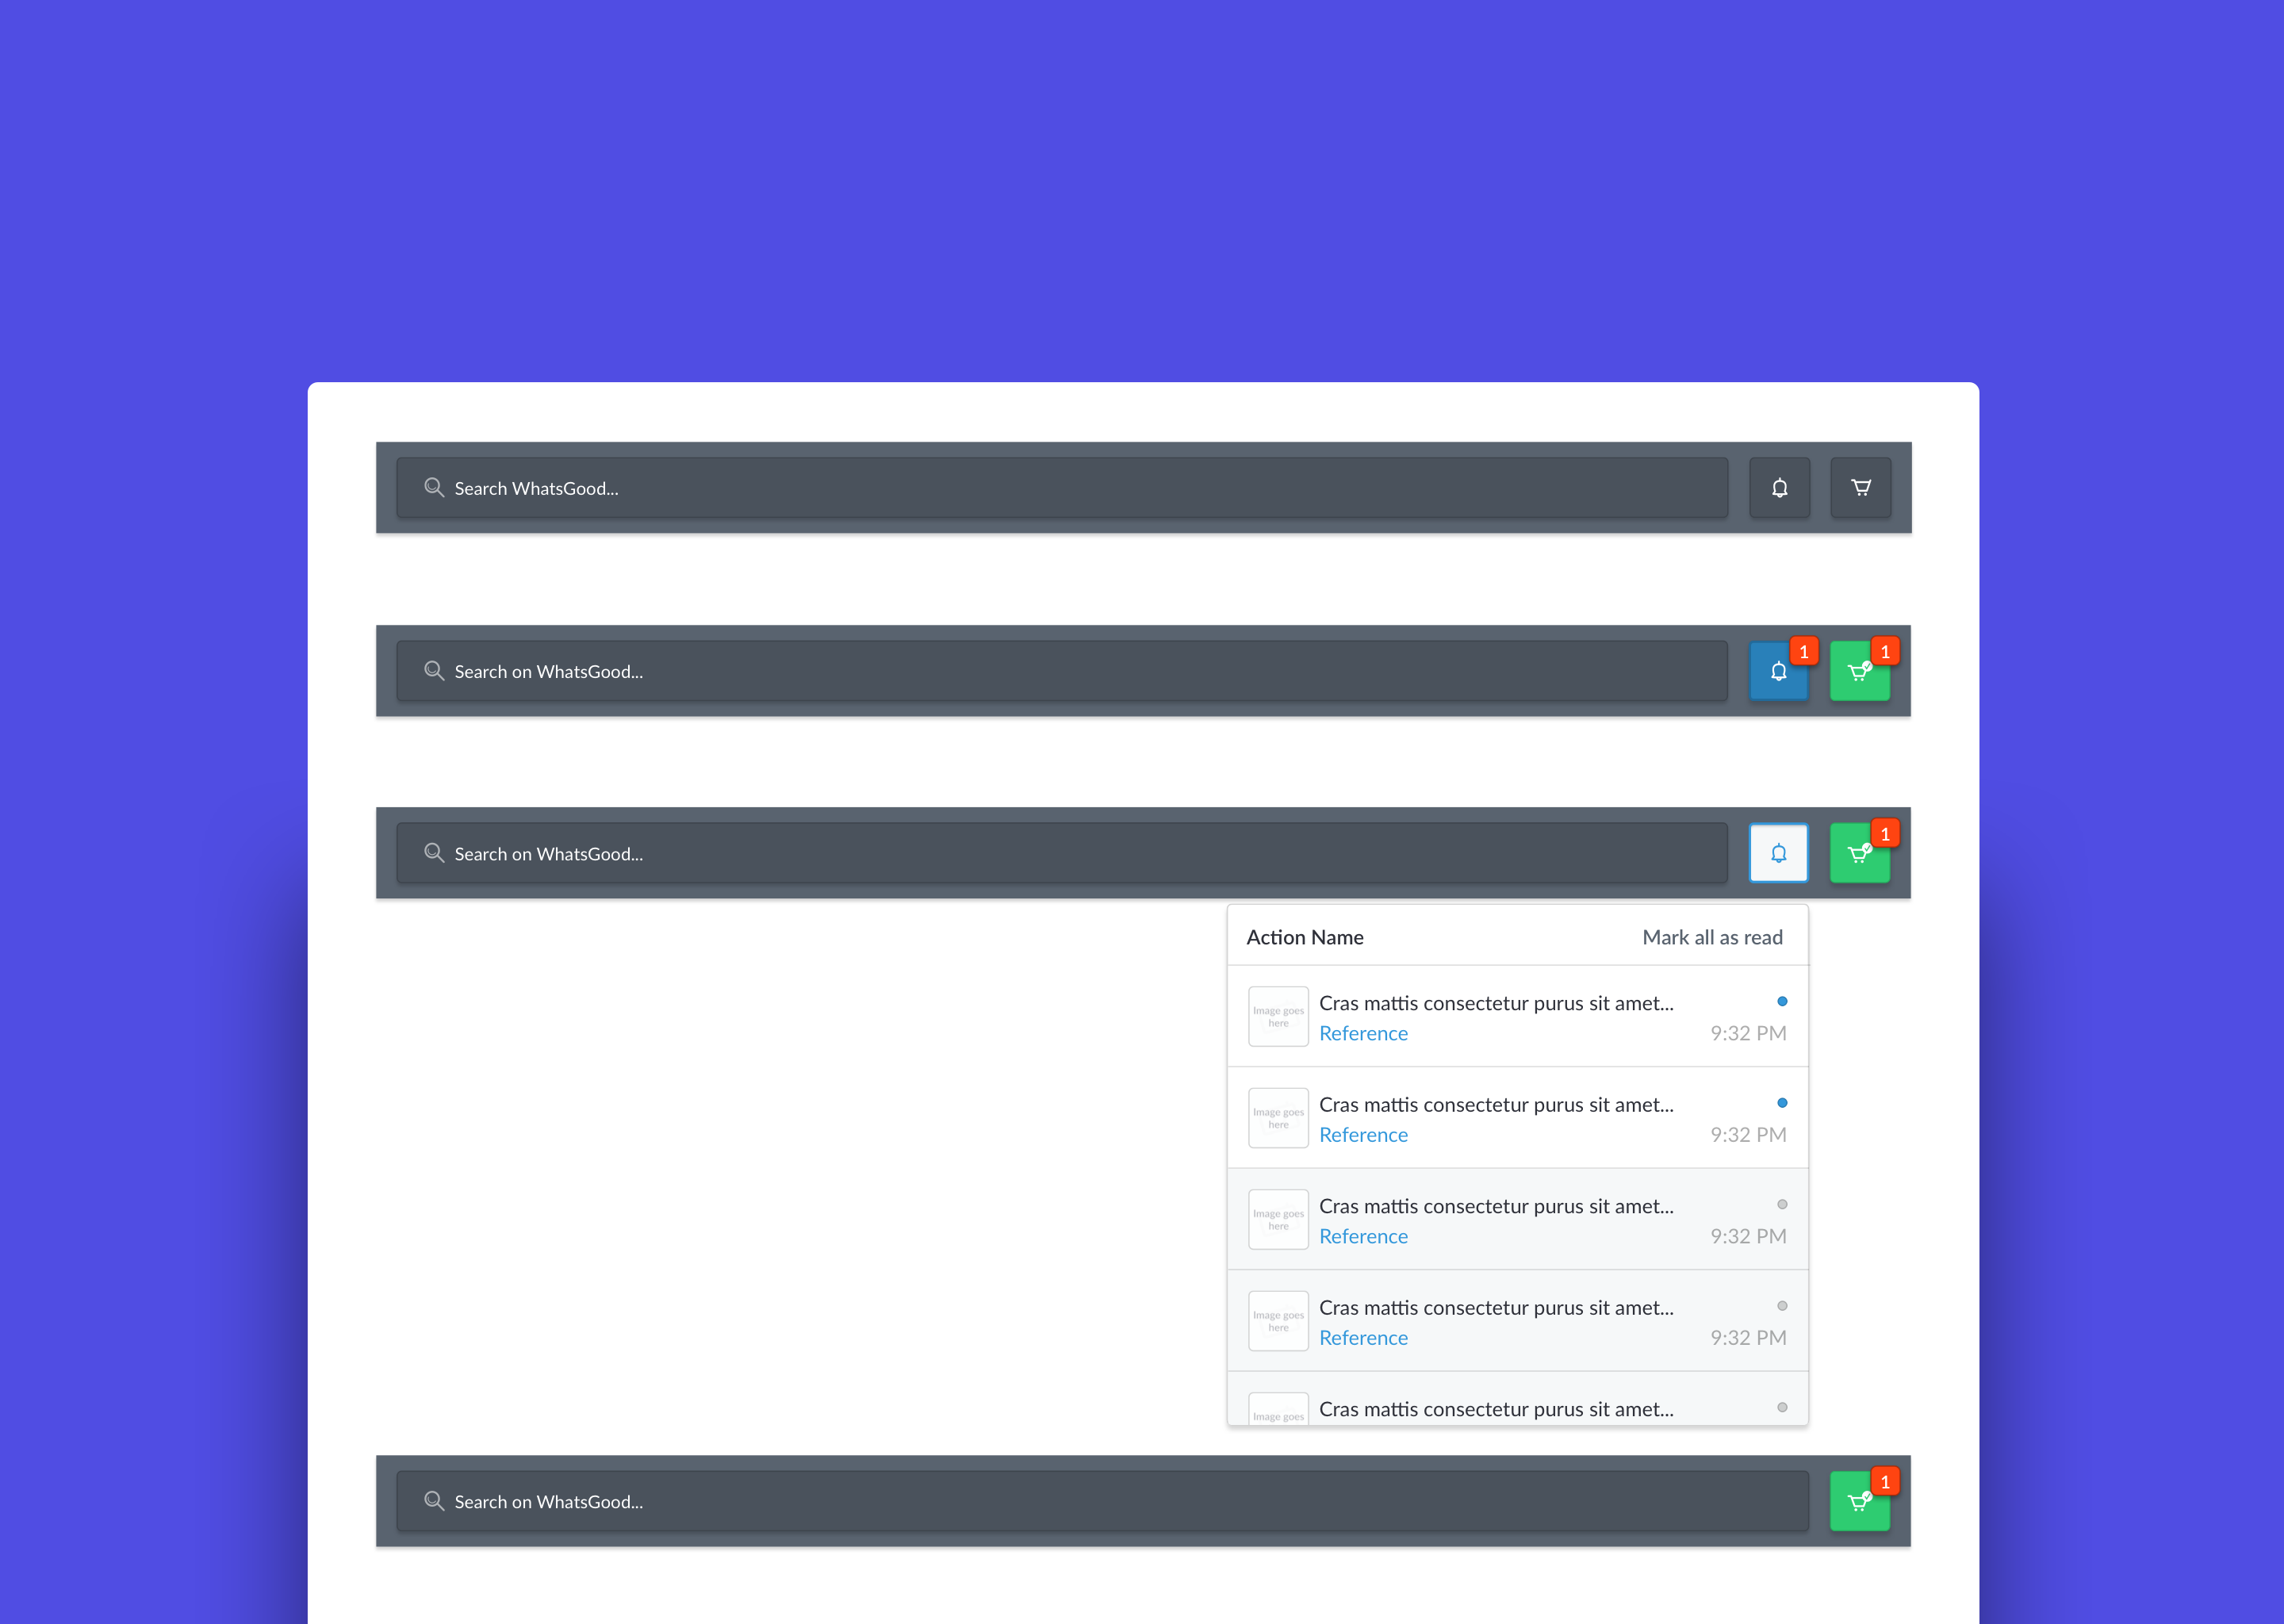 Search WhatsGood...
Search on WhatsGood...
1
1
Search on WhatsGood...
1
Action Name
Mark all as read
Image goes
here
Cras mattis consectetur purus sit amet...
Reference
9:32 PM
Image goes
here
Cras mattis consectetur purus sit amet...
Reference
9:32 PM
Image goes
here
Cras mattis consectetur purus sit amet...
Reference
9:32 PM
Image goes
here
Cras mattis consectetur purus sit amet...
Reference
9:32 PM
Image goes
Cras mattis consectetur purus sit amet...
Search on WhatsGood...
1